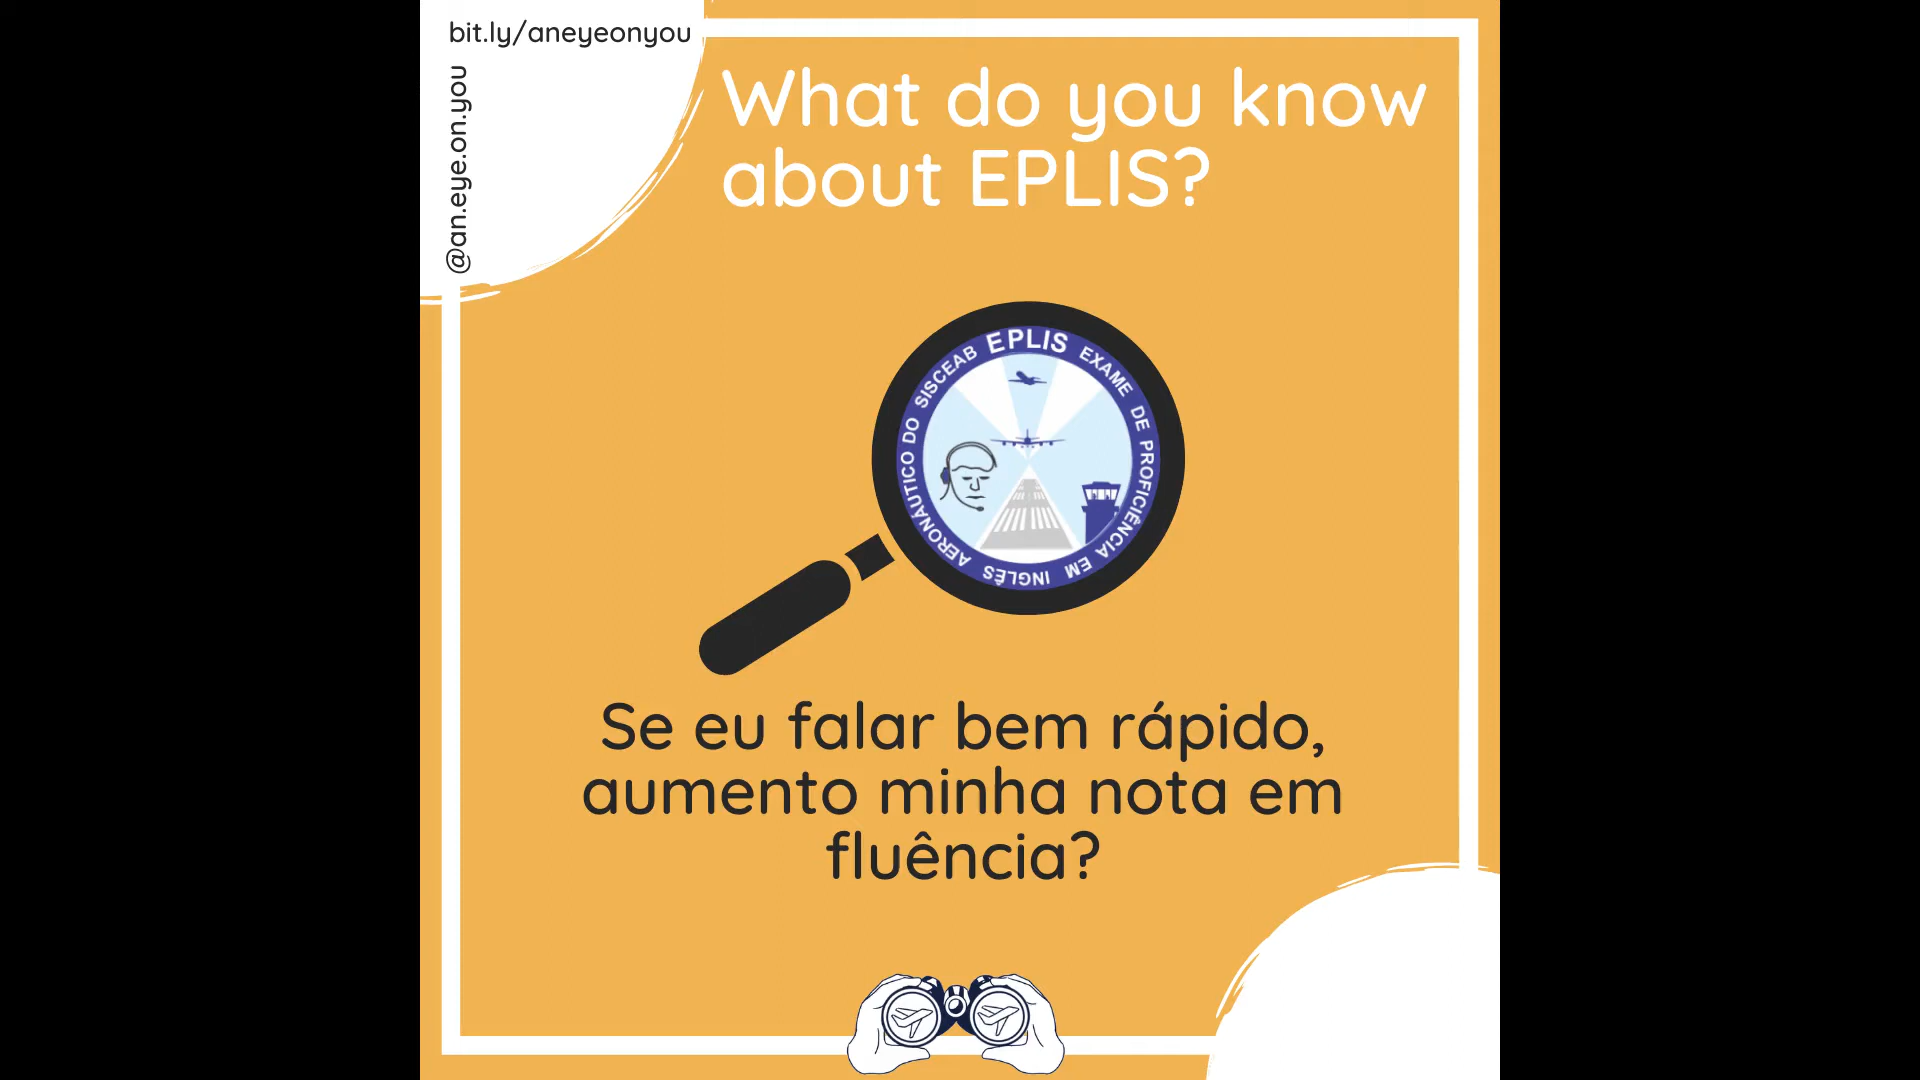 bit.ly/aneyeonyou
@an.eye.on.you
What do you know
about EPLIS?
EPLIS EXAME DE PROFICIÊNCIA EM INGLÊS AERONÁUTICO DO SISCEAB
Se eu falar bem rápido,
aumento minha nota em
fluência?